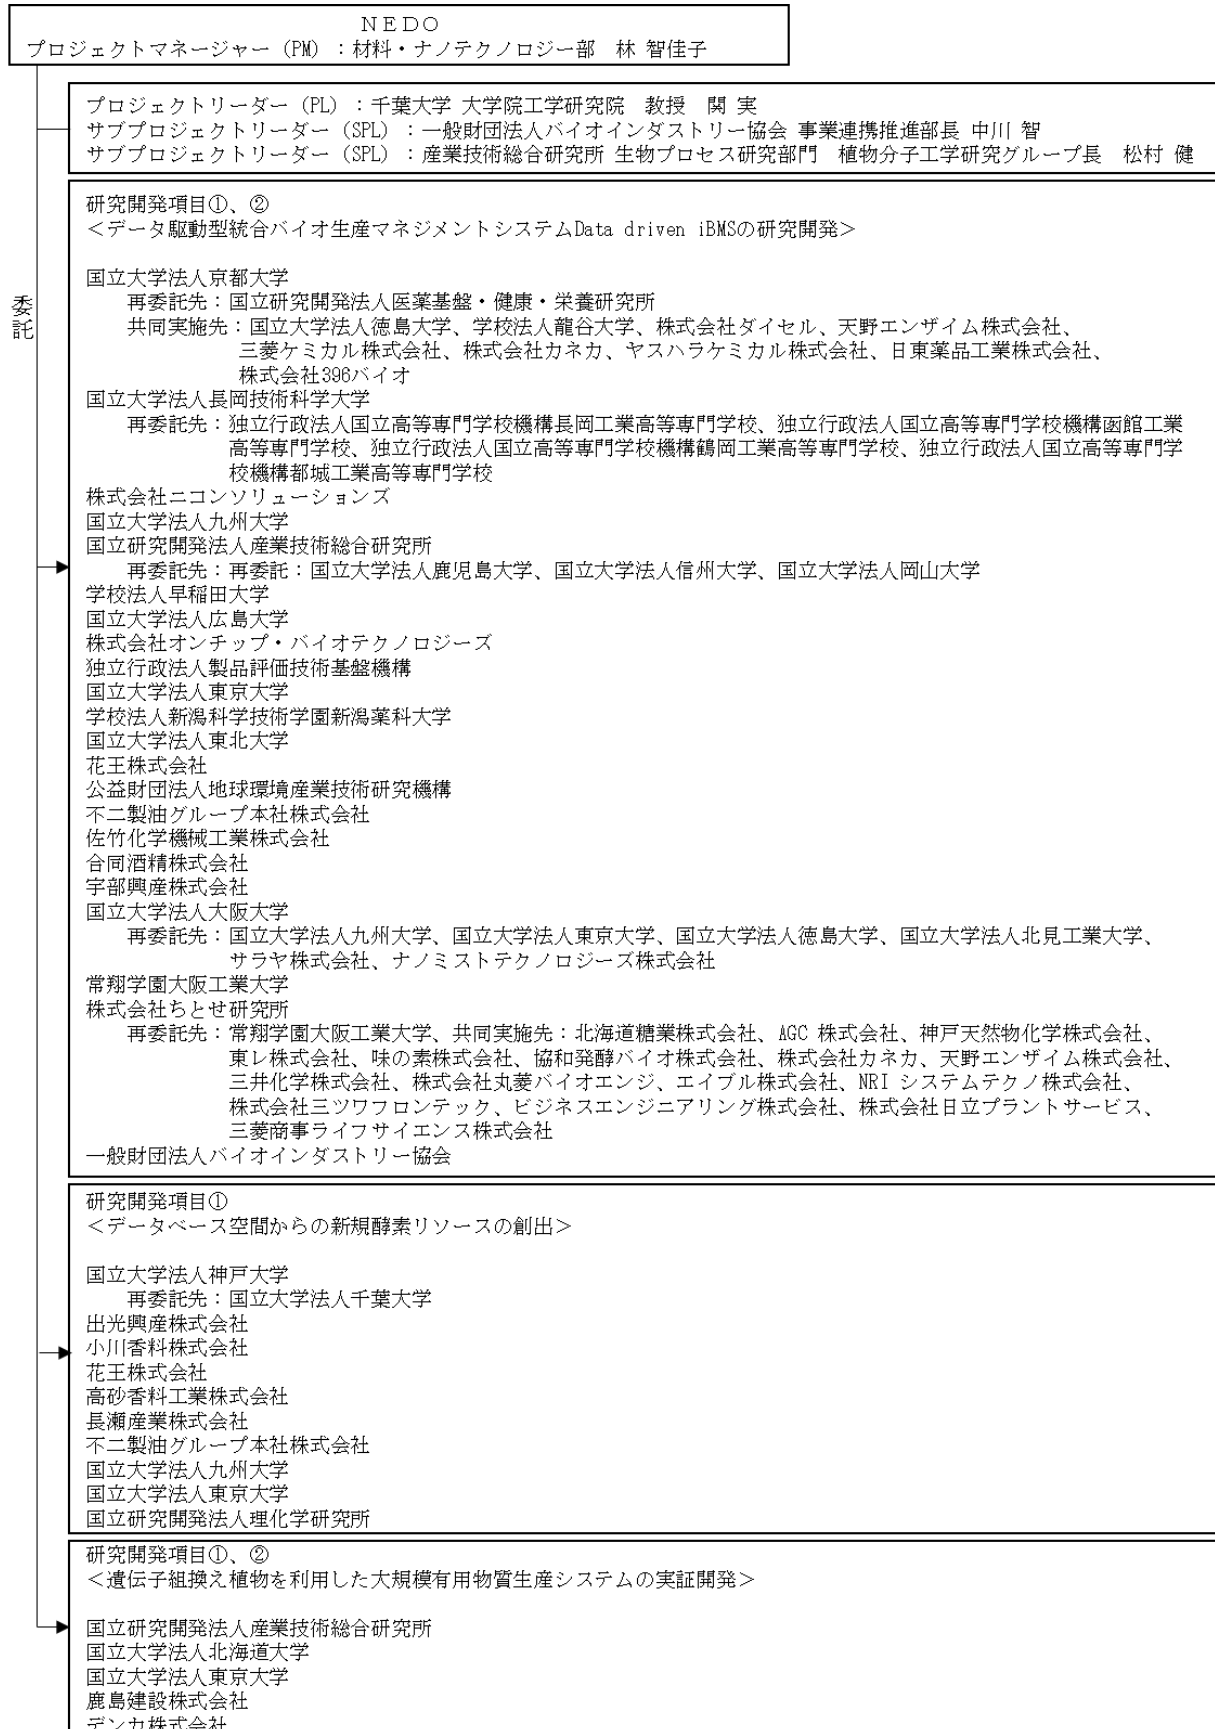 ＮＥＤＯ
プロジェクトマネージャー（PM）：材料・ナノテクノロジー部　林 智佳子
プロジェクトリーダー（PL）：千葉大学 大学院工学研究院　教授　関 実
サブプロジェクトリーダー（SPL）：一般財団法人バイオインダストリー協会 事業連携推進部長 中川 智
サブプロジェクトリーダー（SPL）：産業技術総合研究所 生物プロセス研究部門　植物分子工学研究グループ長　松村 健
委託
研究開発項目①、②
＜データ駆動型統合バイオ生産マネジメントシステムData driven iBMSの研究開発＞
国立大学法人京都大学
再委託先：国立研究開発法人医薬基盤・健康・栄養研究所
共同実施先：国立大学法人徳島大学、学校法人龍谷大学、株式会社ダイセル、天野エンザイム株式会社、
三菱ケミカル株式会社、株式会社カネカ、ヤスハラケミカル株式会社、日東薬品工業株式会社、
株式会社396バイオ
国立大学法人長岡技術科学大学
再委託先：独立行政法人国立高等専門学校機構長岡工業高等専門学校、独立行政法人国立高等専門学校機構函館工業
高等専門学校、独立行政法人国立高等専門学校機構鶴岡工業高等専門学校、独立行政法人国立高等専門学
校機構都城工業高等専門学校
株式会社ニコンソリューションズ
国立大学法人九州大学
国立研究開発法人産業技術総合研究所
再委託先：再委託：国立大学法人鹿児島大学、国立大学法人信州大学、国立大学法人岡山大学
学校法人早稲田大学
国立大学法人広島大学
株式会社オンチップ・バイオテクノロジーズ
独立行政法人製品評価技術基盤機構
国立大学法人東京大学
学校法人新潟科学技術学園新潟薬科大学
国立大学法人東北大学
花王株式会社
公益財団法人地球環境産業技術研究機構
不二製油グループ本社株式会社
佐竹化学機械工業株式会社
合同酒精株式会社
宇部興産株式会社
国立大学法人大阪大学
再委託先：国立大学法人九州大学、国立大学法人東京大学、国立大学法人徳島大学、国立大学法人北見工業大学、
サラヤ株式会社、ナノミストテクノロジーズ株式会社
常翔学園大阪工業大学
株式会社ちとせ研究所
再委託先：常翔学園大阪工業大学、共同実施先：北海道糖業株式会社、AGC 株式会社、神戸天然物化学株式会社、
東レ株式会社、味の素株式会社、協和発酵バイオ株式会社、株式会社カネカ、天野エンザイム株式会社、
三井化学株式会社、株式会社丸菱バイオエンジ、エイブル株式会社、NRI システムテクノ株式会社、
株式会社三ツワフロンテック、ビジネスエンジニアリング株式会社、株式会社日立プラントサービス、
三菱商事ライフサイエンス株式会社
一般財団法人バイオインダストリー協会
研究開発項目①
＜データベース空間からの新規酵素リソースの創出＞
国立大学法人神戸大学
再委託先：国立大学法人千葉大学
出光興産株式会社
小川香料株式会社
花王株式会社
高砂香料工業株式会社
長瀬産業株式会社
不二製油グループ本社株式会社
国立大学法人九州大学
国立大学法人東京大学
国立研究開発法人理化学研究所
研究開発項目①、②
＜遺伝子組換え植物を利用した大規模有用物質生産システムの実証開発＞
国立研究開発法人産業技術総合研究所
国立大学法人北海道大学
国立大学法人東京大学
鹿島建設株式会社
デンカ株式会社